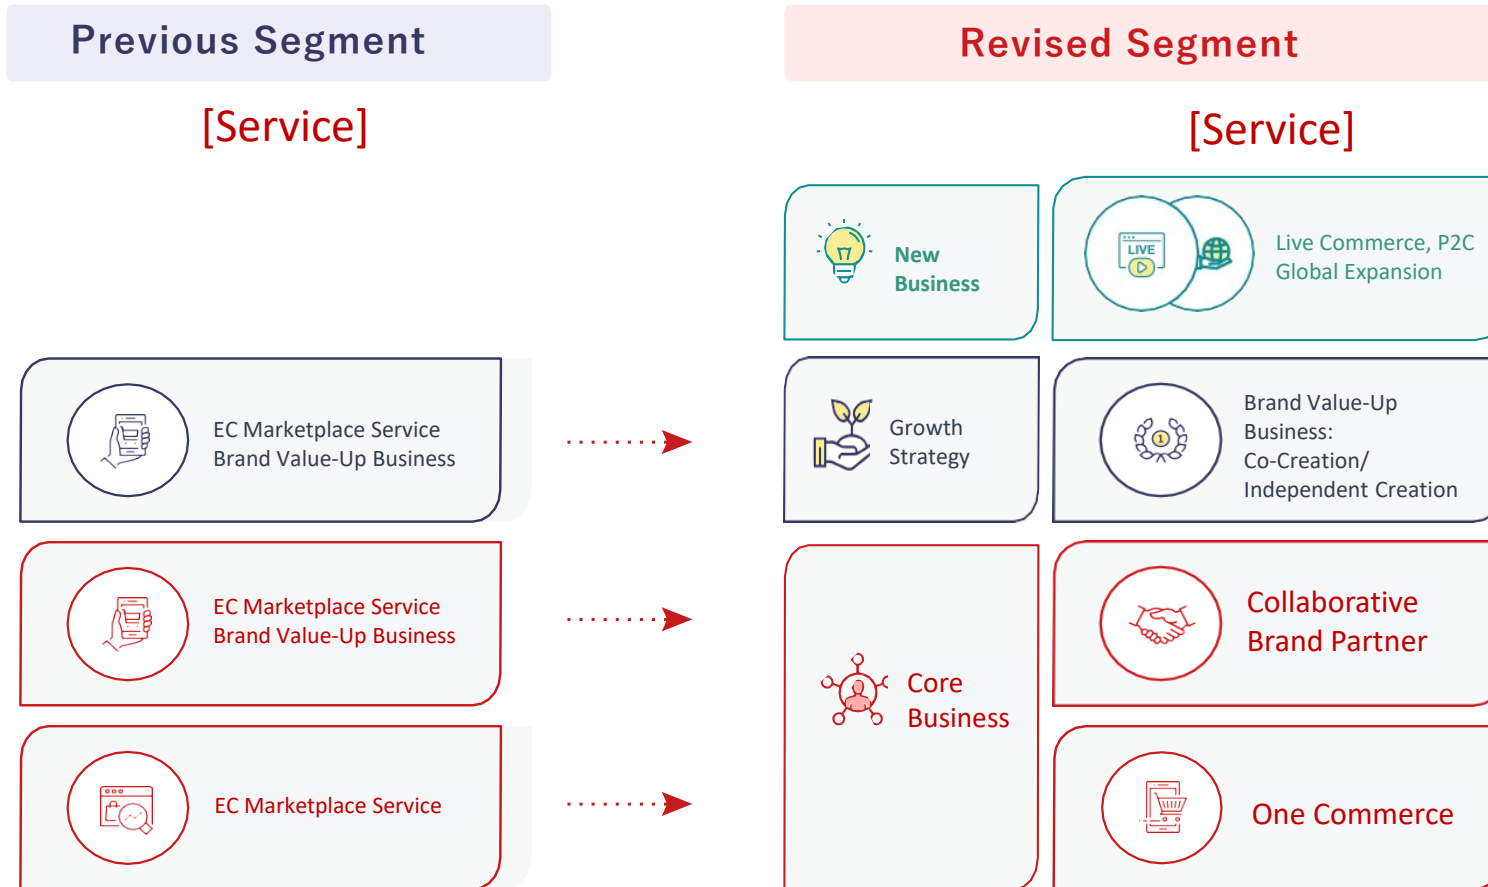 Previous Segment
Revised Segment
[Service]
[Service]
New
Business
LIVE
Live Commerce, P2C
Global Expansion
EC Marketplace Service
Brand Value-Up Business
Growth
Strategy
1
Brand Value-Up
Business:
Co-Creation/
Independent Creation
EC Marketplace Service
Brand Value-Up Business
Core
Business
Collaborative
Brand Partner
EC Marketplace Service
One Commerce